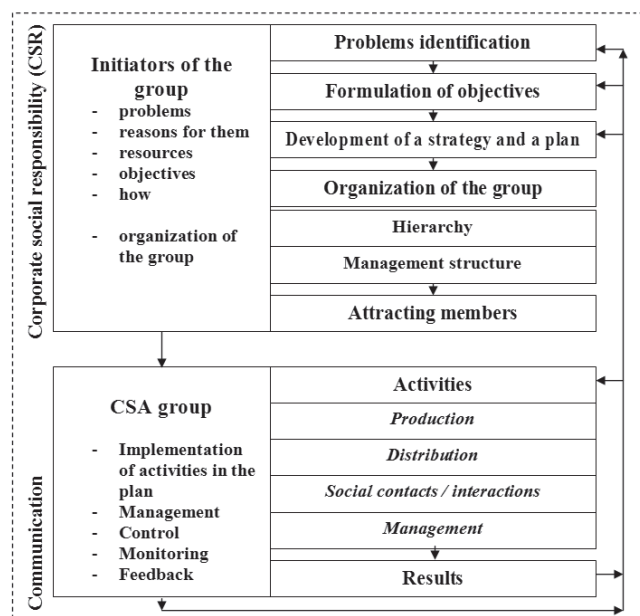 Corporate social responsibility (CSR)
Initiators of the
group
- problems
- reasons for them
- resources
- objectives
- how
- organization of
the group
Problems identification
Formulation of objectives
Development of a strategy and a plan
Organization of the group
Hierarchy
Management structure
Attracting members
Communication
CSA group
- Implementation
of activities in the
plan
- Management
- Control
- Monitoring
- Feedback
Activities
Production
Distribution
Social contacts / interactions
Management
Results